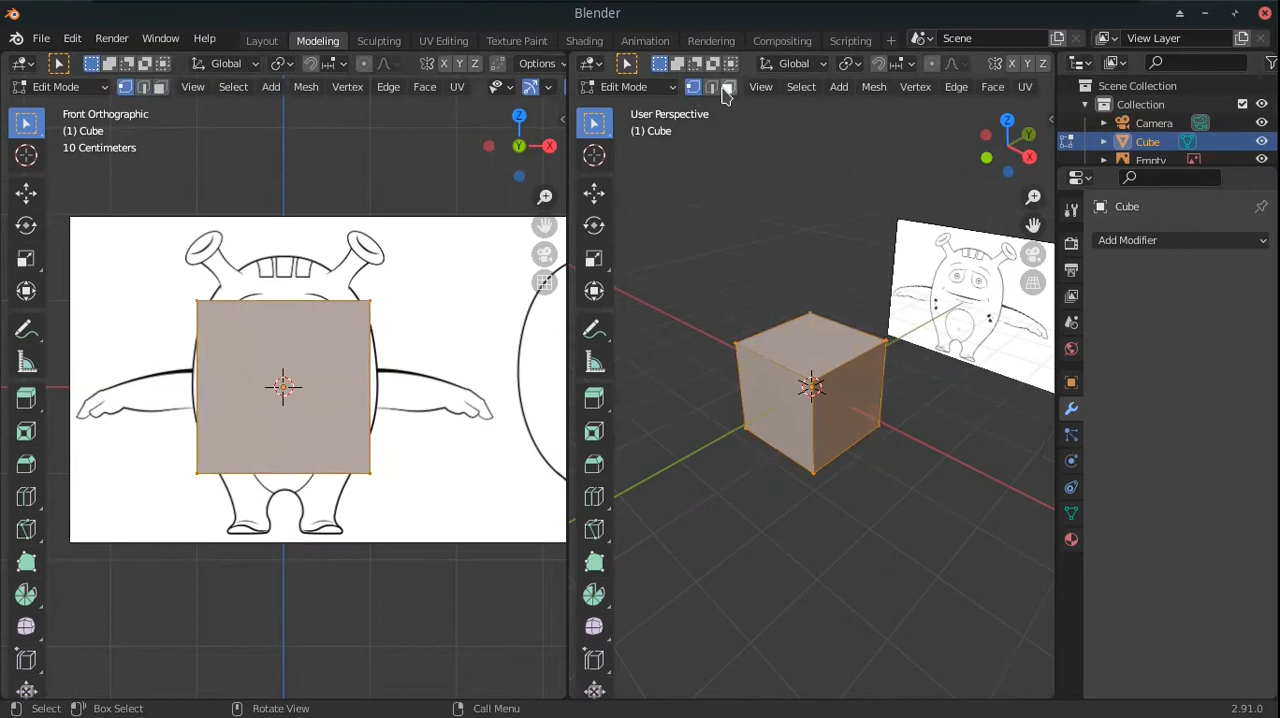 Blender
File Edit Render Window Help Layout Modeling Sculpting UV Editing Texture Paint Shading Animation Rendering Compositing Scripting + Scene View Layer
Global X Y Z Options Global X Y Z
Edit Mode View Select Add Mesh Vertex Edge Face UV Edit Mode View Select Add Mesh Vertex Edge Face UV
Scene Collection
Collection
Camera
Cube
Empty
Front Orthographic
(1) Cube
10 Centimeters
Z
Y
X
User Perspective
(1) Cube
Z
Y
X
Cube
Add Modifier
Select Box Select Rotate View Call Menu 2.91.0